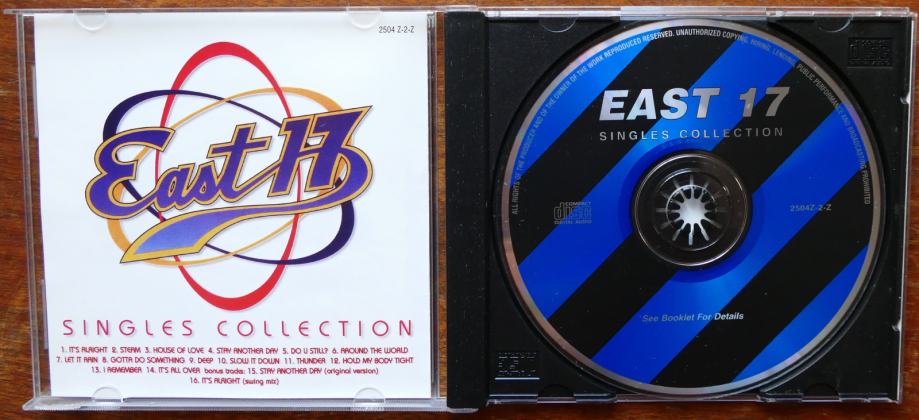 2504 Z-2-Z
East 17
SINGLES COLLECTION
1. IT'S ALRIGHT 2. STEAM 3. HOUSE OF LOVE 4. STAY ANOTHER DAY 5. DO U STILL? 6. AROUND THE WORLD
7. LET IT RAIN 8. GOTTA DO SOMETHING 9. DEEP 10. SLOW IT DOWN 11. THUNDER 12. HOLD MY BODY TIGHT
13. I REMEMBER 14. IT'S ALL OVER bonus tracks: 15. STAY ANOTHER DAY (original version)
16. IT'S ALRIGHT (swing mix)
ALL RIGHTS OF THE PRODUCER AND OF THE OWNER OF THE WORK REPRODUCED RESERVED. UNAUTHORIZED COPYING, HIRING, LENDING, PUBLIC PERFORMANCE AND BROADCASTING PROHIBITED
EAST 17
SINGLES COLLECTION
COMPACT
disc
DIGITAL AUDIO
2504Z-2-Z
See Booklet For Details